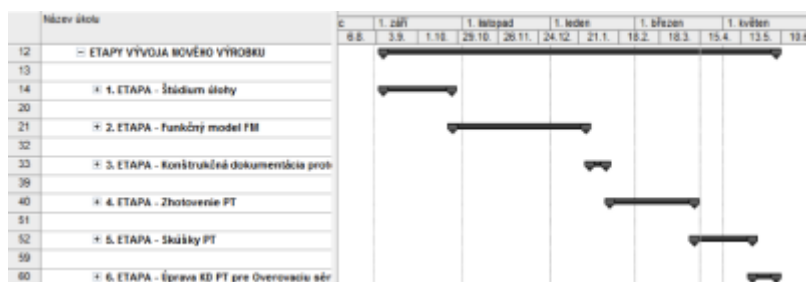 Název úkolu
c 1. září 1. listopad 1. leden 1. březen 1. květen
6.8. 3.9. 1.10. 29.10. 26.11. 24.12. 21.1. 18.2. 18.3. 15.4. 13.5. 10.6
12 ETAPY VÝVOJA NOVÉHO VÝROBKU
13
14 1. ETAPA - Štúdium úlohy
20
21 2. ETAPA - Funkčný model FM
32
33 3. ETAPA - Konštrukčná dokumentácia prot
39
40 4. ETAPA - Zhotovenie PT
51
52 5. ETAPA - Skúšky PT
59
60 6. ETAPA - Úprava KD PT pre Overovaciu sér